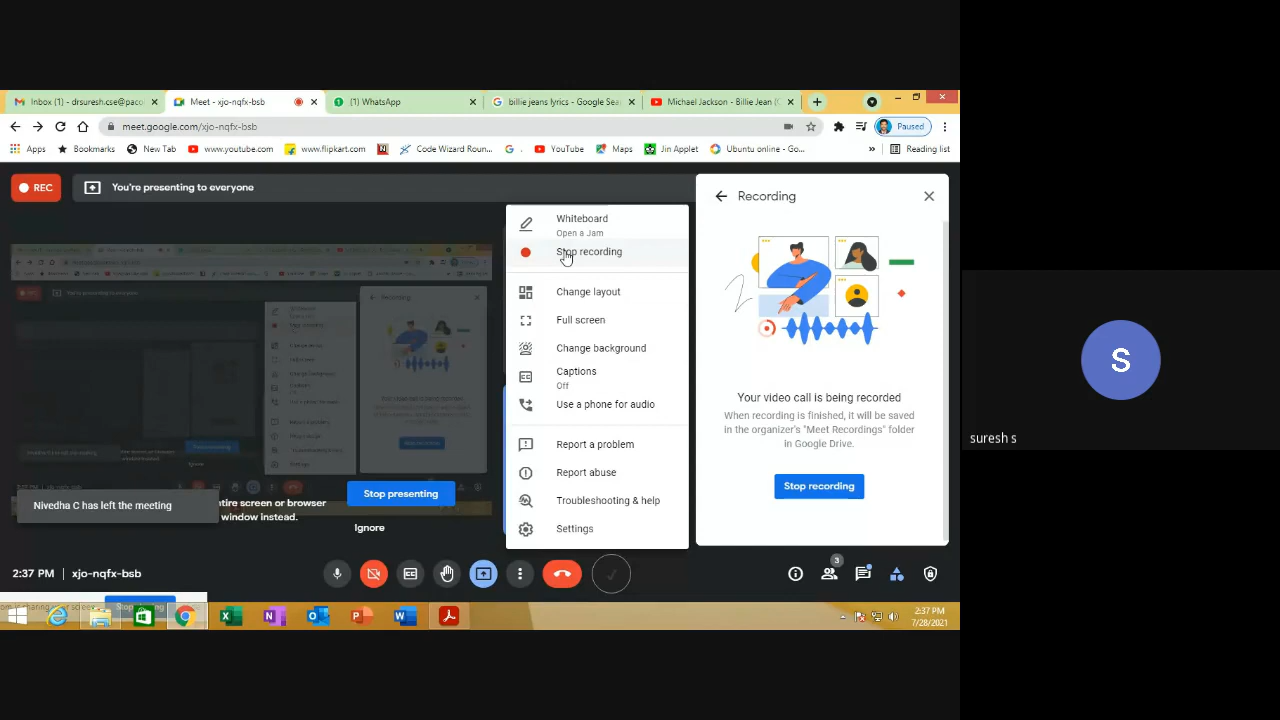 Inbox (1) - drsuresh.cse@paco
Meet - xjo-nqfx-bsb
(1) WhatsApp
billie jeans lyrics - Google Sea
Michael Jackson - Billie Jean (
meet.google.com/xjo-nqfx-bsb
Paused
Apps
Bookmarks
New Tab
www.youtube.com
www.flipkart.com
Code Wizard Roun...
G .
YouTube
Maps
Jin Applet
Ubuntu online - Go...
»
Reading list
REC
You're presenting to everyone
Whiteboard
Open a Jam
Stop recording
Change layout
Full screen
Change background
Captions
Off
Use a phone for audio
Report a problem
Report abuse
Troubleshooting & help
Settings
Recording
Your video call is being recorded
When recording is finished, it will be saved
in the organizer's "Meet Recordings" folder
in Google Drive.
Stop recording
Nivedha C has left the meeting
ntire screen or browser
window instead.
Stop presenting
Ignore
2:37 PM | xjo-nqfx-bsb
3
2:37 PM
7/28/2021
S
suresh s